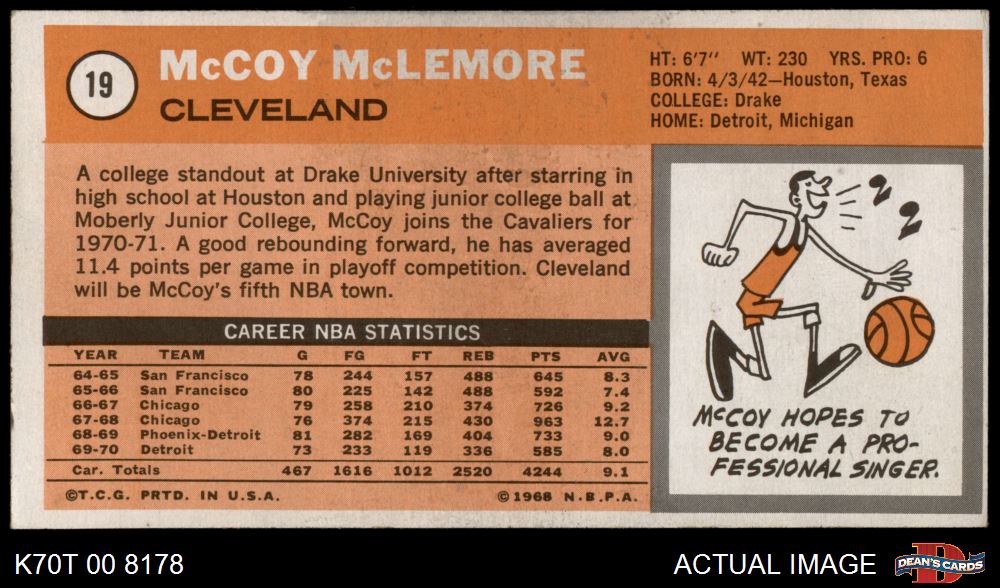 19
McCOY McLEMORE
CLEVELAND
HT: 6'7'' WT: 230 YRS. PRO: 6
BORN: 4/3/42—Houston, Texas
COLLEGE: Drake
HOME: Detroit, Michigan
A college standout at Drake University after starring in
high school at Houston and playing junior college ball at
Moberly Junior College, McCoy joins the Cavaliers for
1970-71. A good rebounding forward, he has averaged
11.4 points per game in playoff competition. Cleveland
will be McCoy's fifth NBA town.
CAREER NBA STATISTICS
YEAR TEAM G FG FT REB PTS AVG
64-65 San Francisco 78 244 157 488 645 8.3
65-66 San Francisco 80 225 142 488 592 7.4
66-67 Chicago 79 258 210 374 726 9.2
67-68 Chicago 76 374 215 430 963 12.7
68-69 Phoenix-Detroit 81 282 169 404 733 9.0
69-70 Detroit 73 233 119 336 585 8.0
Car. Totals 467 1616 1012 2520 4244 9.1
©T.C.G. PRTD. IN U.S.A. ©1968 N.B.P.A.
McCOY HOPES TO
BECOME A PRO-
FESSIONAL SINGER.
K70T 00 8178 ACTUAL IMAGE
D
DEAN'S CARDS